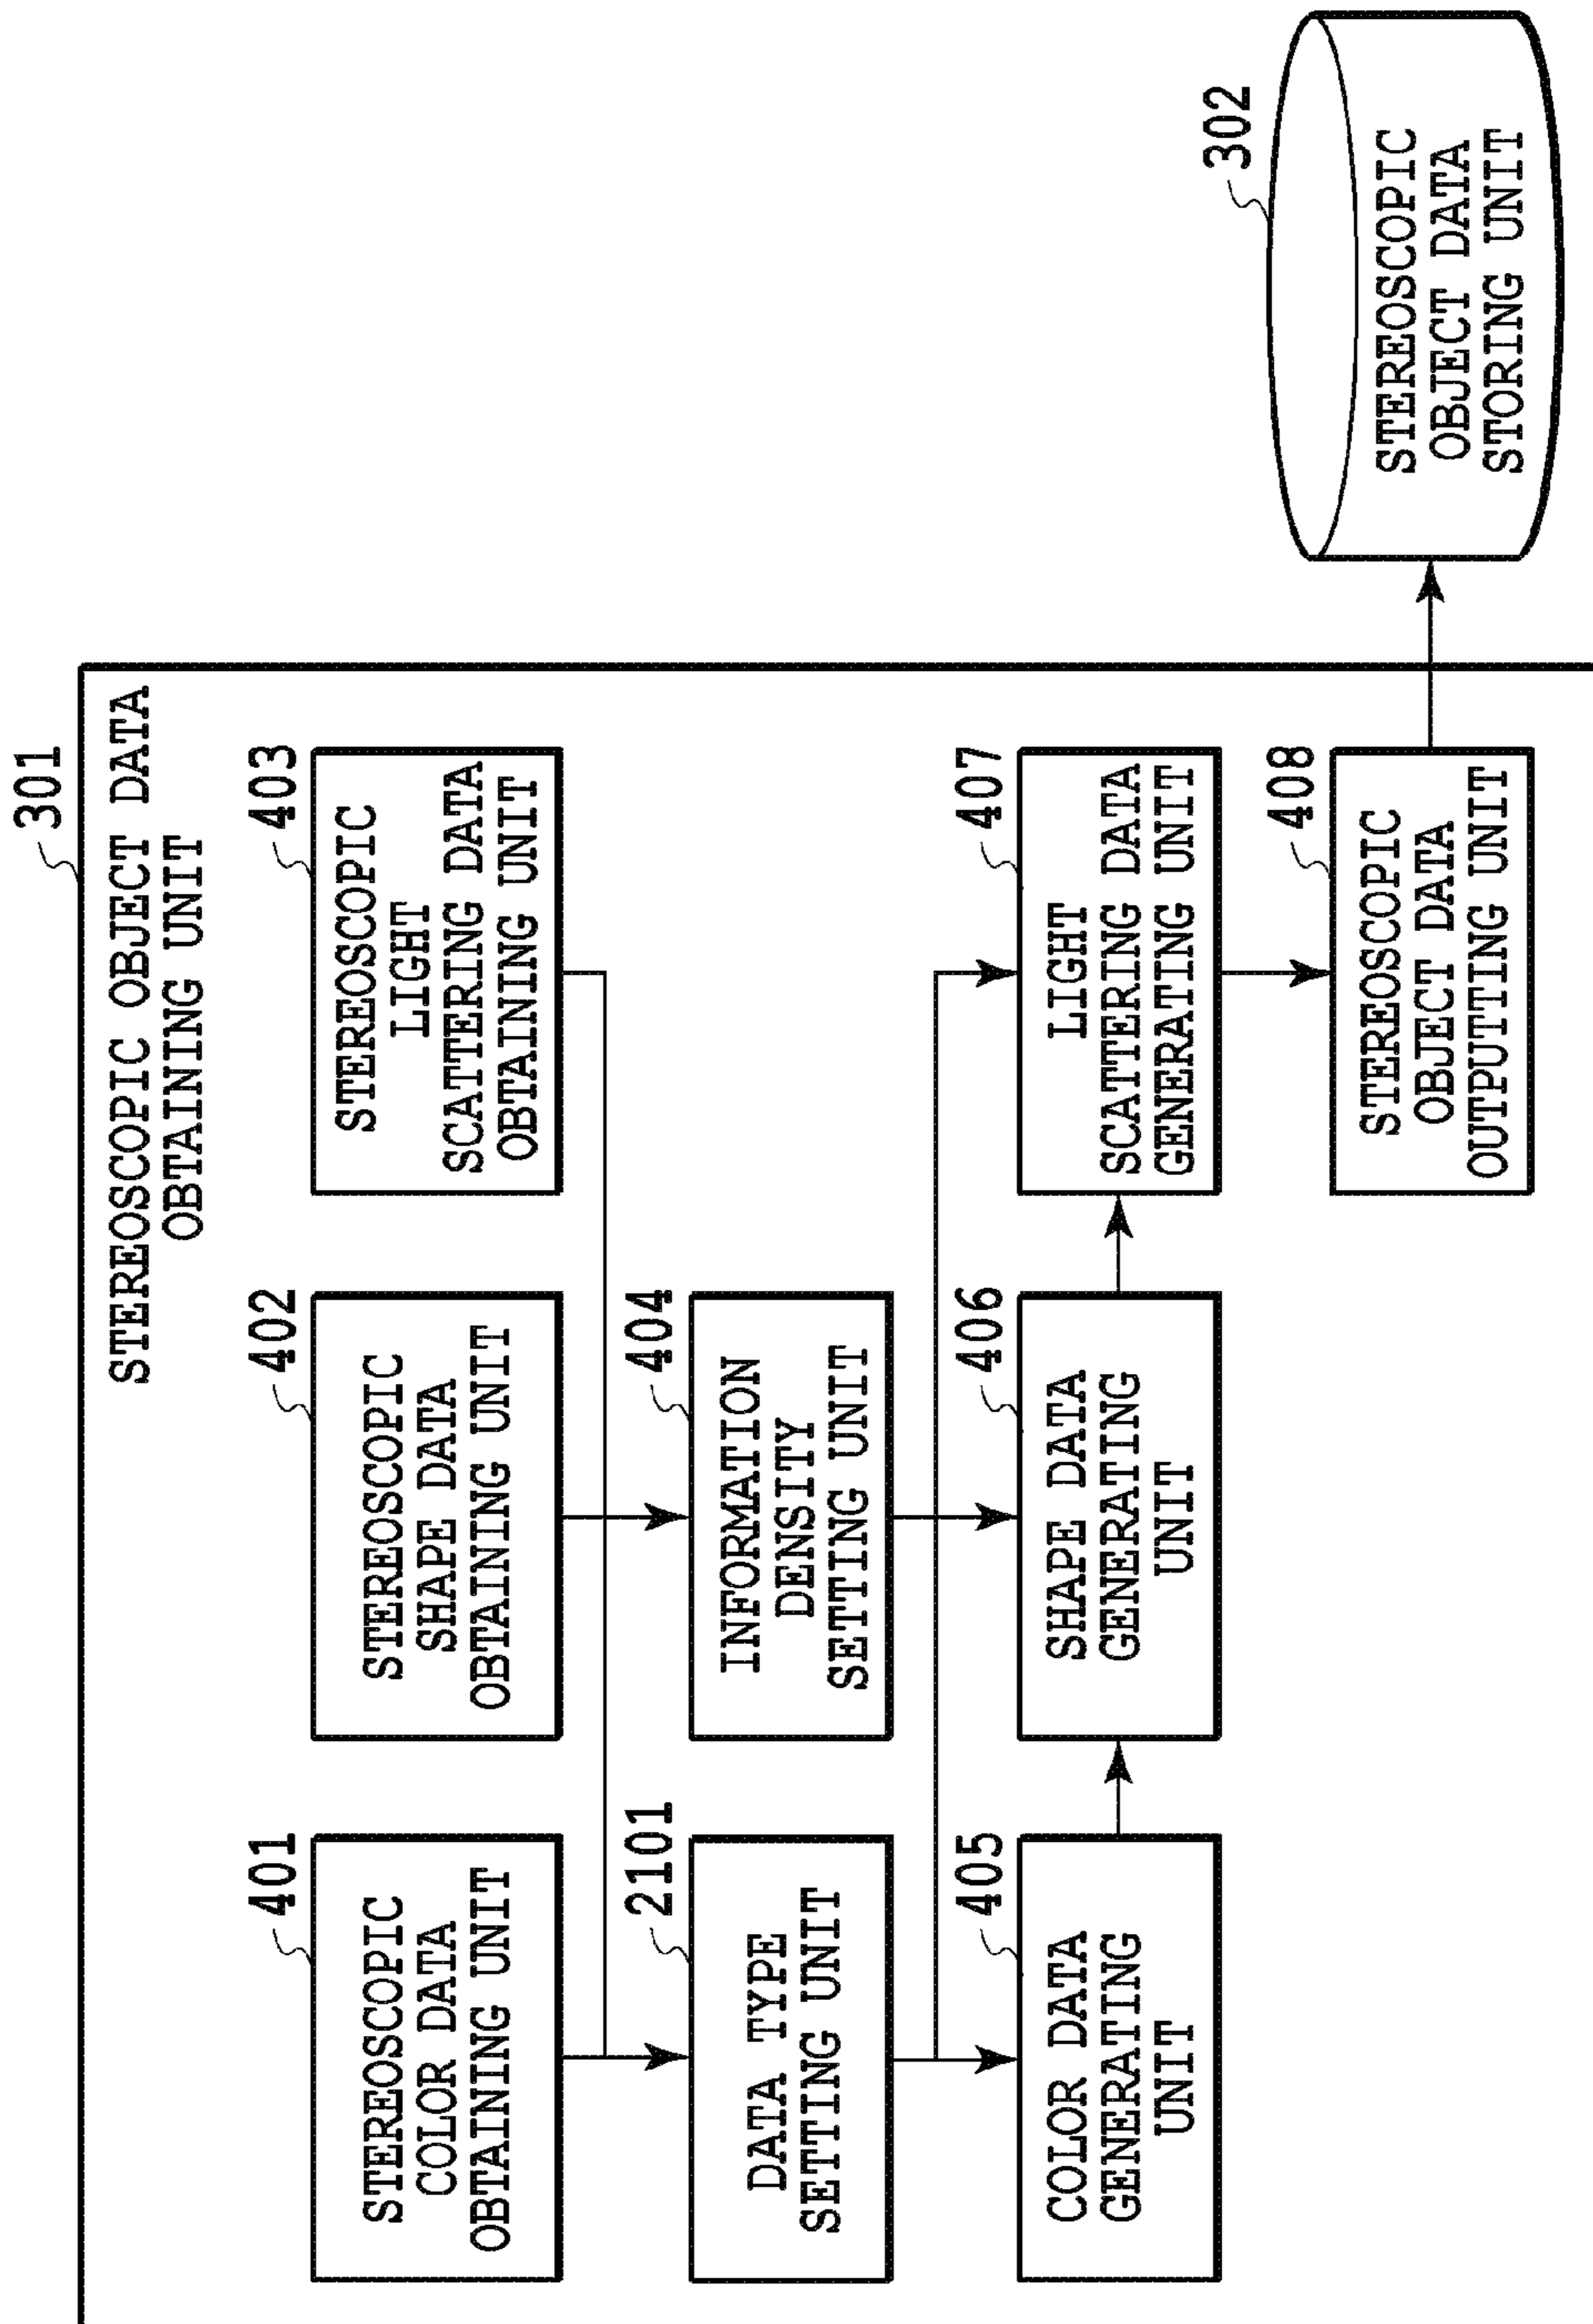 301
STEREOSCOPIC OBJECT DATA
OBTAINING UNIT
401
STEREOSCOPIC
COLOR DATA
OBTAINING UNIT
402
STEREOSCOPIC
SHAPE DATA
OBTAINING UNIT
403
STEREOSCOPIC
LIGHT
SCATTERING DATA
OBTAINING UNIT
2101
DATA TYPE
SETTING UNIT
404
INFORMATION
DENSITY
SETTING UNIT
405
COLOR DATA
GENERATING
UNIT
406
SHAPE DATA
GENERATING
UNIT
407
LIGHT
SCATTERING DATA
GENERATING UNIT
408
STEREOSCOPIC
OBJECT DATA
OUTPUTTING UNIT
302
STEREOSCOPIC
OBJECT DATA
STORING UNIT